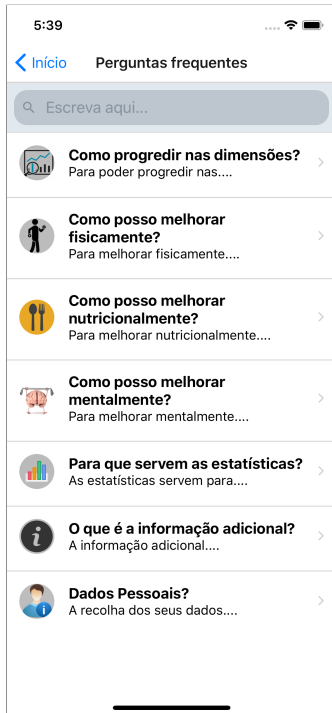 5:39
Início
Perguntas frequentes
Escreva aqui...
Como progredir nas dimensões?
Para poder progredir nas....
Como posso melhorar
fisicamente?
Para melhorar fisicamente....
Como posso melhorar
nutricionalmente?
Para melhorar nutricionalmente....
Como posso melhorar
mentalmente?
Para melhorar mentalmente....
Para que servem as estatísticas?
As estatísticas servem para....
i
O que é a informação adicional?
A informação adicional....
i
Dados Pessoais?
A recolha dos seus dados....